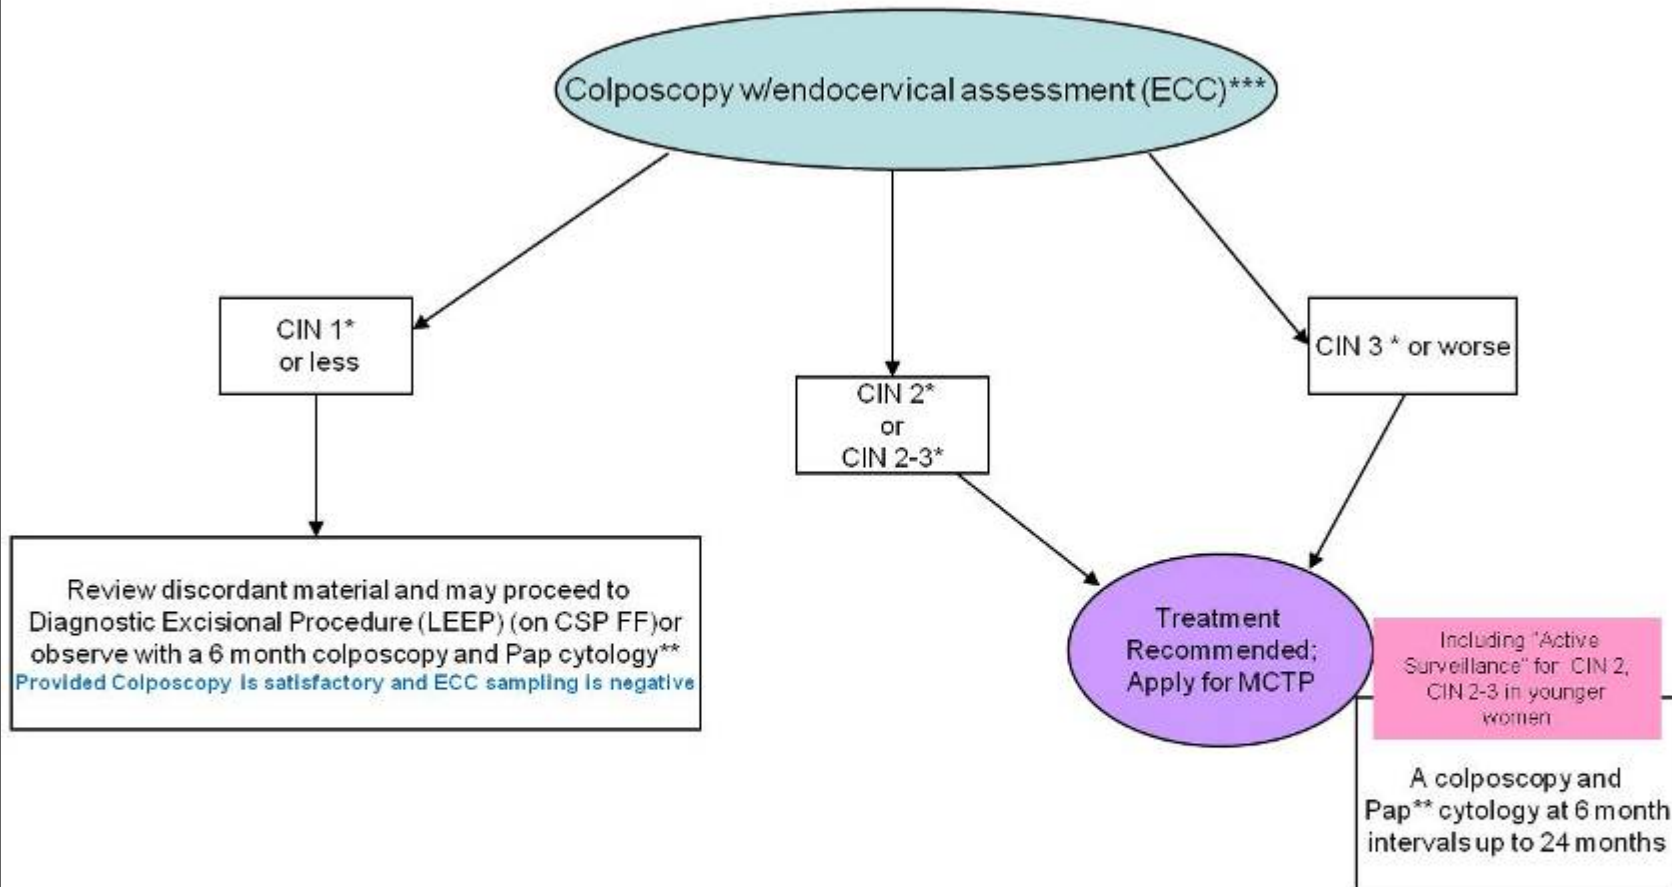 Colposcopy w/endocervical assessment (ECC)***
CIN 1*
or less
CIN 2*
or
CIN 2-3*
CIN 3 * or worse
Review discordant material and may proceed to
Diagnostic Excisional Procedure (LEEP) (on CSP FF)or
observe with a 6 month colposcopy and Pap cytology**
Provided Colposcopy is satisfactory and ECC sampling is negative
Treatment
Recommended;
Apply for MCTP
Including "Active
Surveillance" for CIN 2,
CIN 2-3 in younger
women
A colposcopy and
Pap** cytology at 6 month
intervals up to 24 months